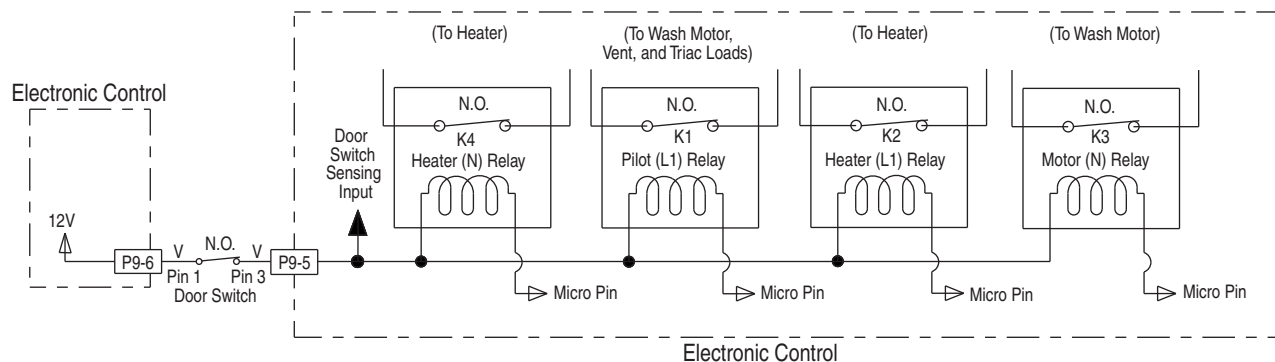 (To Heater)
(To Wash Motor,
Vent, and Triac Loads)
(To Heater)
(To Wash Motor)
Electronic Control
N.O.
N.O.
N.O.
N.O.
K4
K1
K2
K3
Door
Switch
Sensing
Input
Heater (N) Relay
Pilot (L1) Relay
Heater (L1) Relay
Motor (N) Relay
12V
P9-6
V
N.O.
V
P9-5
Pin 1
Pin 3
Door Switch
Micro Pin
Micro Pin
Micro Pin
Micro Pin
Electronic Control